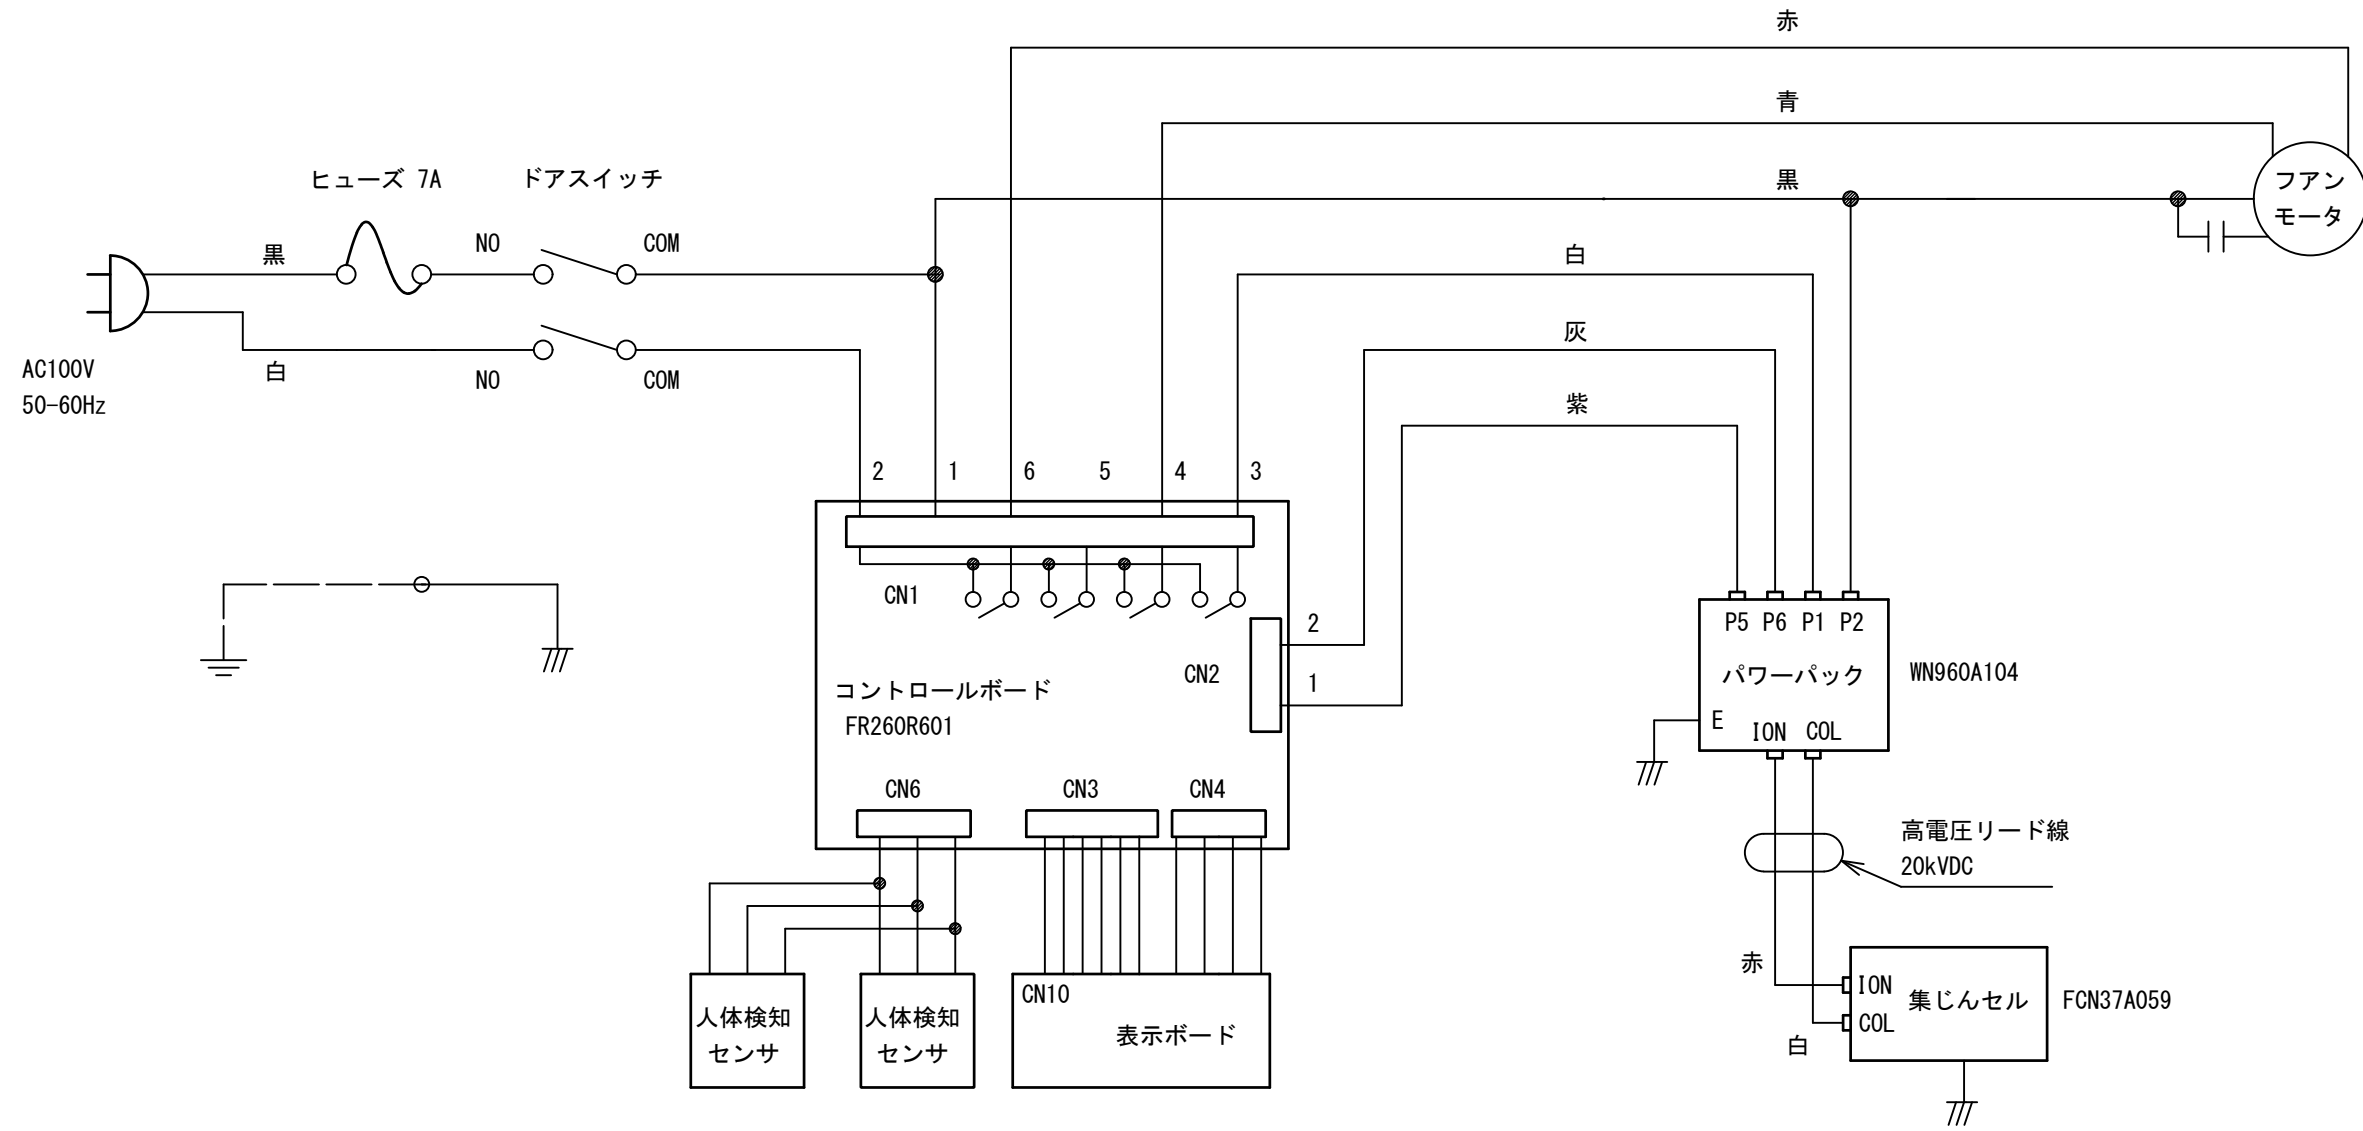 赤
青
黒
ヒューズ 7A
ドアスイッチ
フアン
モータ
黒
NO
COM
白
灰
AC100V
50-60Hz
白
NO
COM
紫
2
1
6
5
4
3
CN1
2
CN2
1
コントロールボード
FR260R601
P5
P6
P1
P2
パワーパック
WN960A104
E
ION
COL
CN6
CN3
CN4
高電圧リード線
20kVDC
赤
白
人体検知
センサ
人体検知
センサ
CN10
表示ボード
ION
COL
集じんセル
FCN37A059